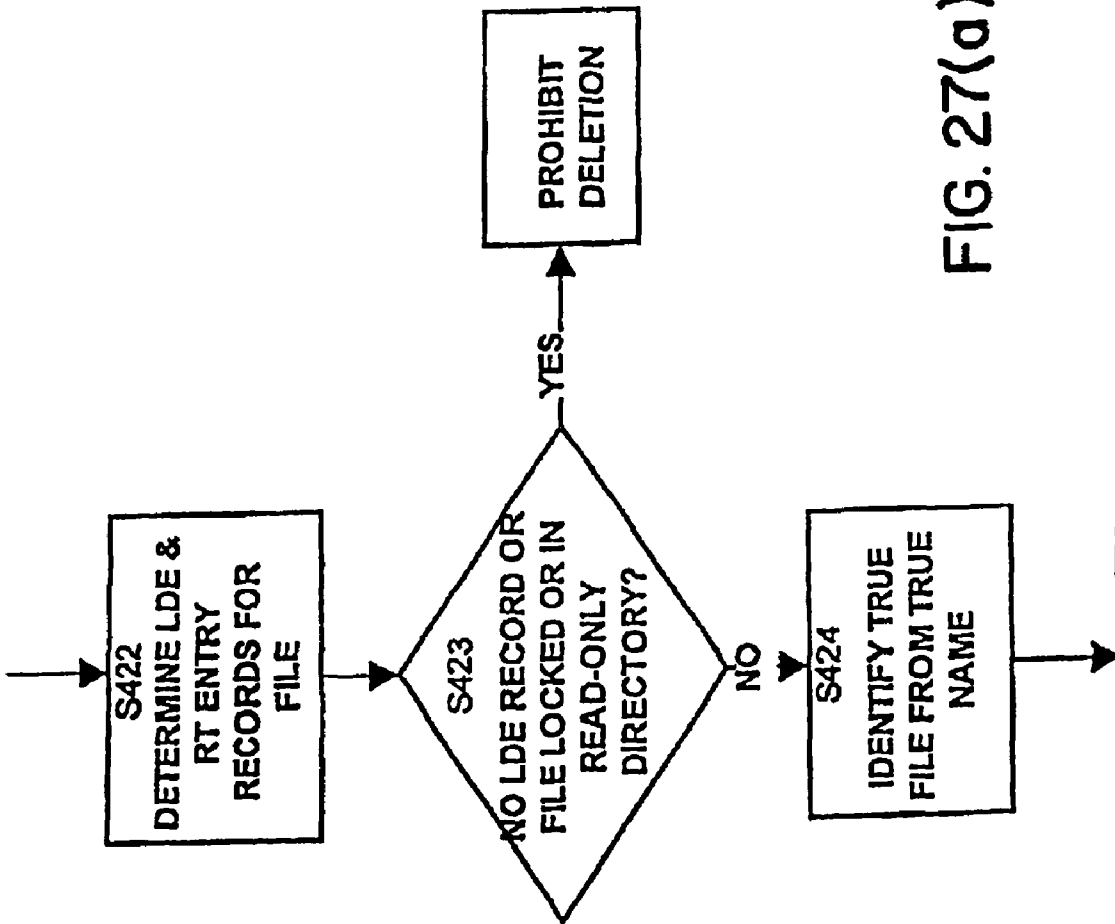 S422
DETERMINE LDE &
RT ENTRY
RECORDS FOR
FILE
S423
NO LDE RECORD OR
FILE LOCKED OR IN
READ-ONLY
DIRECTORY?
YES
PROHIBIT
DELETION
NO
S424
IDENTIFY TRUE
FILE FROM TRUE
NAME
FIG. 27(a)